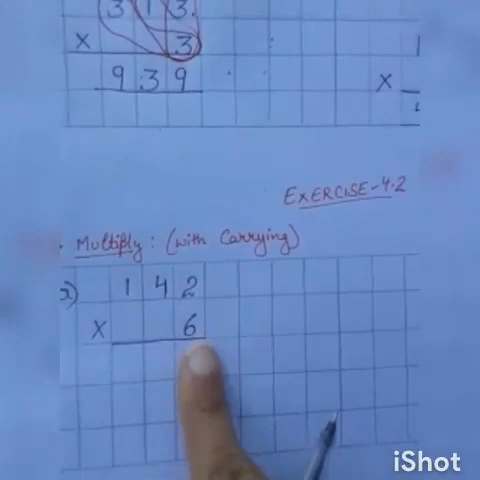 3 1 3
x 3
9 3 9
x
EXERCISE-4.2
Multiply: (with Carrying)
a) 1 4 2
x 6
iShot